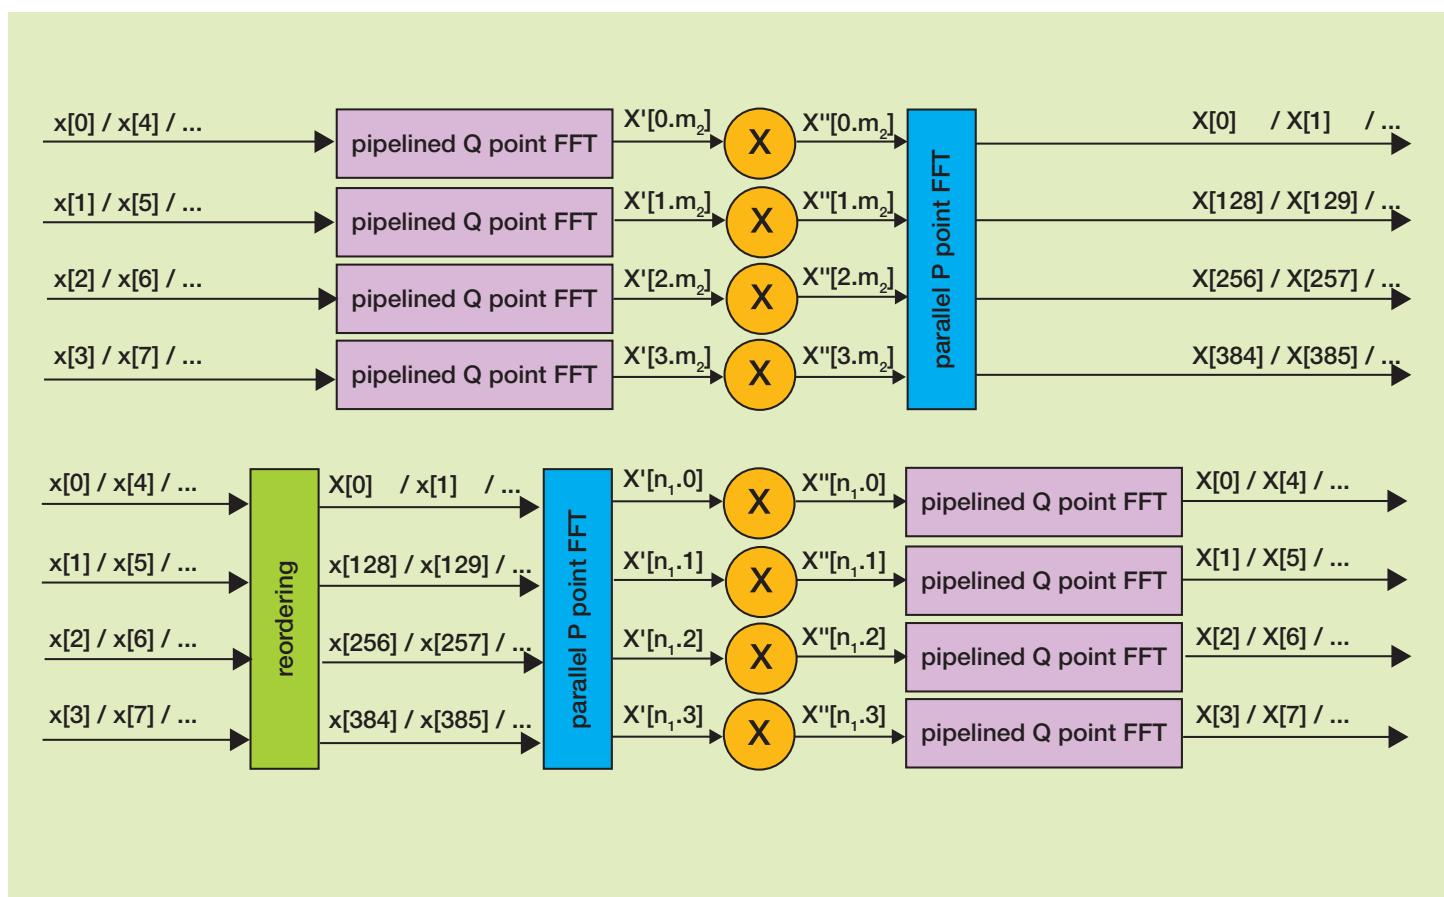 x[0] / x[4] / ... pipelined Q point FFT X'[0.m₂] X X''[0.m₂] X[0] / X[1] / ...
x[1] / x[5] / ... pipelined Q point FFT X'[1.m₂] X X''[1.m₂] X[128] / X[129] / ...
x[2] / x[6] / ... pipelined Q point FFT X'[2.m₂] X X''[2.m₂] X[256] / X[257] / ...
x[3] / x[7] / ... pipelined Q point FFT X'[3.m₂] X X''[3.m₂] X[384] / X[385] / ...
parallel P point FFT
x[0] / x[4] / ... X[0] / x[1] / ... X'[n₁.0] X X''[n₁.0] pipelined Q point FFT X[0] / X[4] / ...
x[1] / x[5] / ... x[128] / x[129] / ... X'[n₁.1] X X''[n₁.1] pipelined Q point FFT X[1] / X[5] / ...
x[2] / x[6] / ... x[256] / x[257] / ... X'[n₁.2] X X''[n₁.2] pipelined Q point FFT X[2] / X[6] / ...
x[3] / x[7] / ... x[384] / x[385] / ... X'[n₁.3] X X''[n₁.3] pipelined Q point FFT X[3] / X[7] / ...
reordering
parallel P point FFT